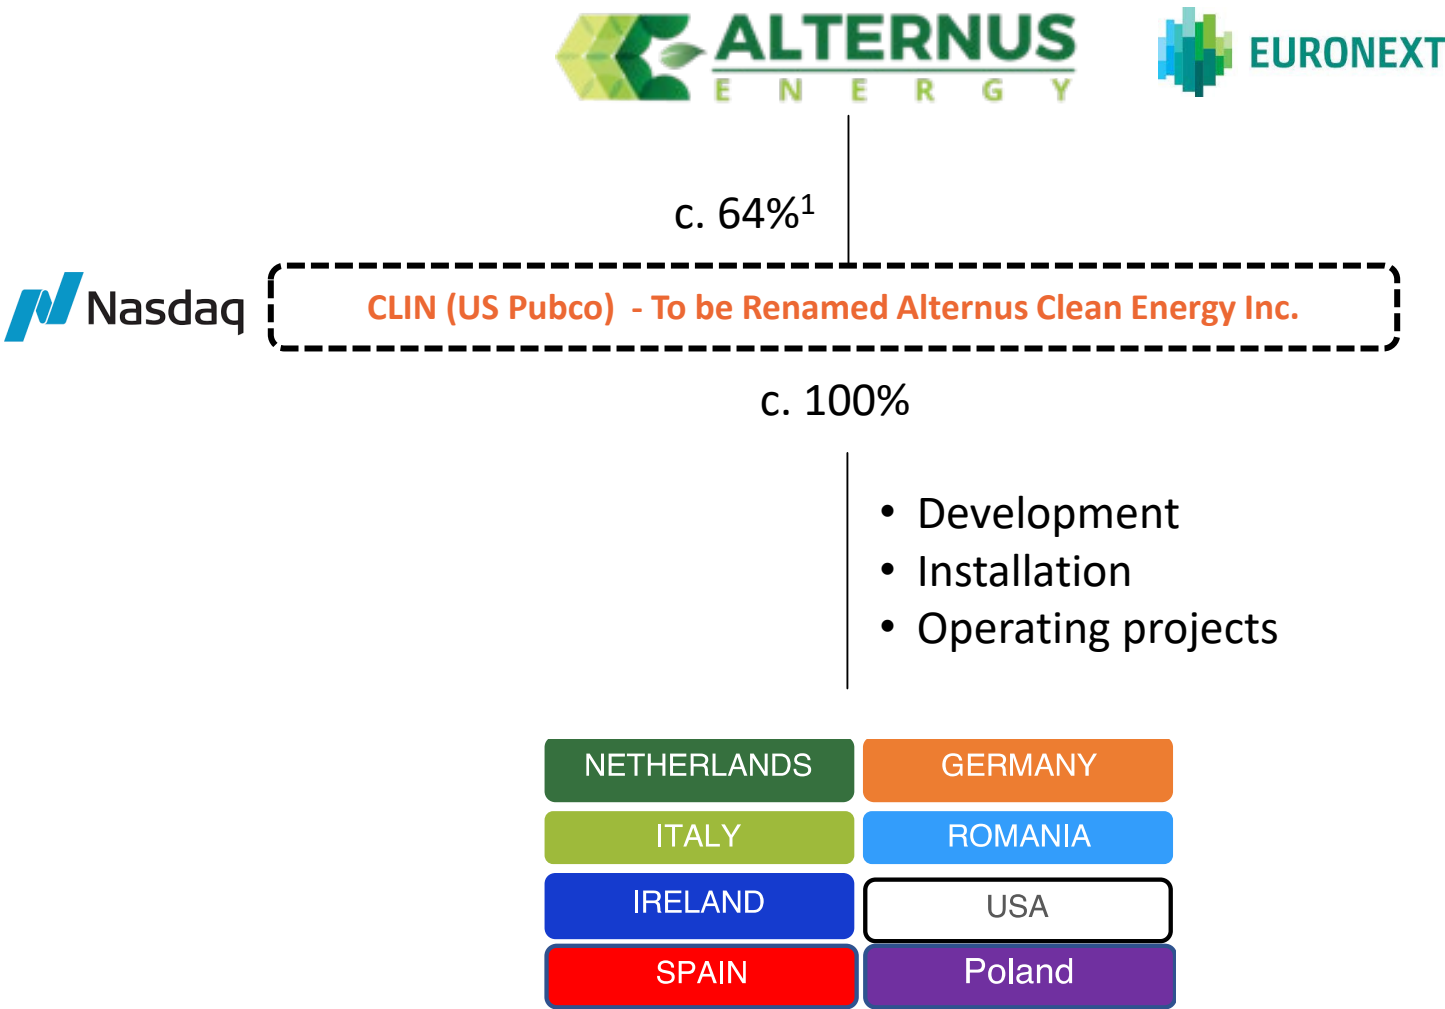 ALTERNUS
ENERGY
EURONEXT
c. 64%¹
Nasdaq
CLIN (US Pubco) - To be Renamed Alternus Clean Energy Inc.
c. 100%
• Development
• Installation
• Operating projects
NETHERLANDS
GERMANY
ITALY
ROMANIA
IRELAND
USA
SPAIN
Poland